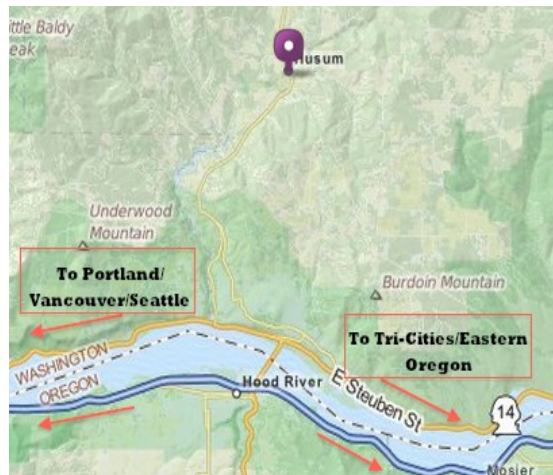 ttle Baldy
eak
Husum
Underwood
Mountain
To Portland/
Vancouver/Seattle
Burdoin Mountain
To Tri-Cities/Eastern
Oregon
WASHINGTON
OREGON
Hood River
E Steuben St
14
Mosier